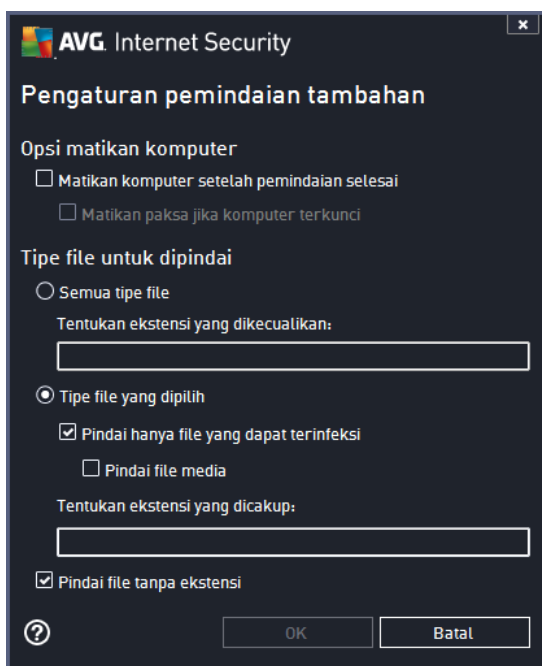 AVG. Internet Security
Pengaturan pemindaian tambahan
Opsi matikan komputer
Matikan komputer setelah pemindaian selesai
Matikan paksa jika komputer terkunci
Tipe file untuk dipindai
Semua tipe file
Tentukan ekstensi yang dikecualikan:
Tipe file yang dipilih
Pindai hanya file yang dapat terinfeksi
Pindai file media
Tentukan ekstensi yang dicakup:
Pindai file tanpa ekstensi
OK
Batal